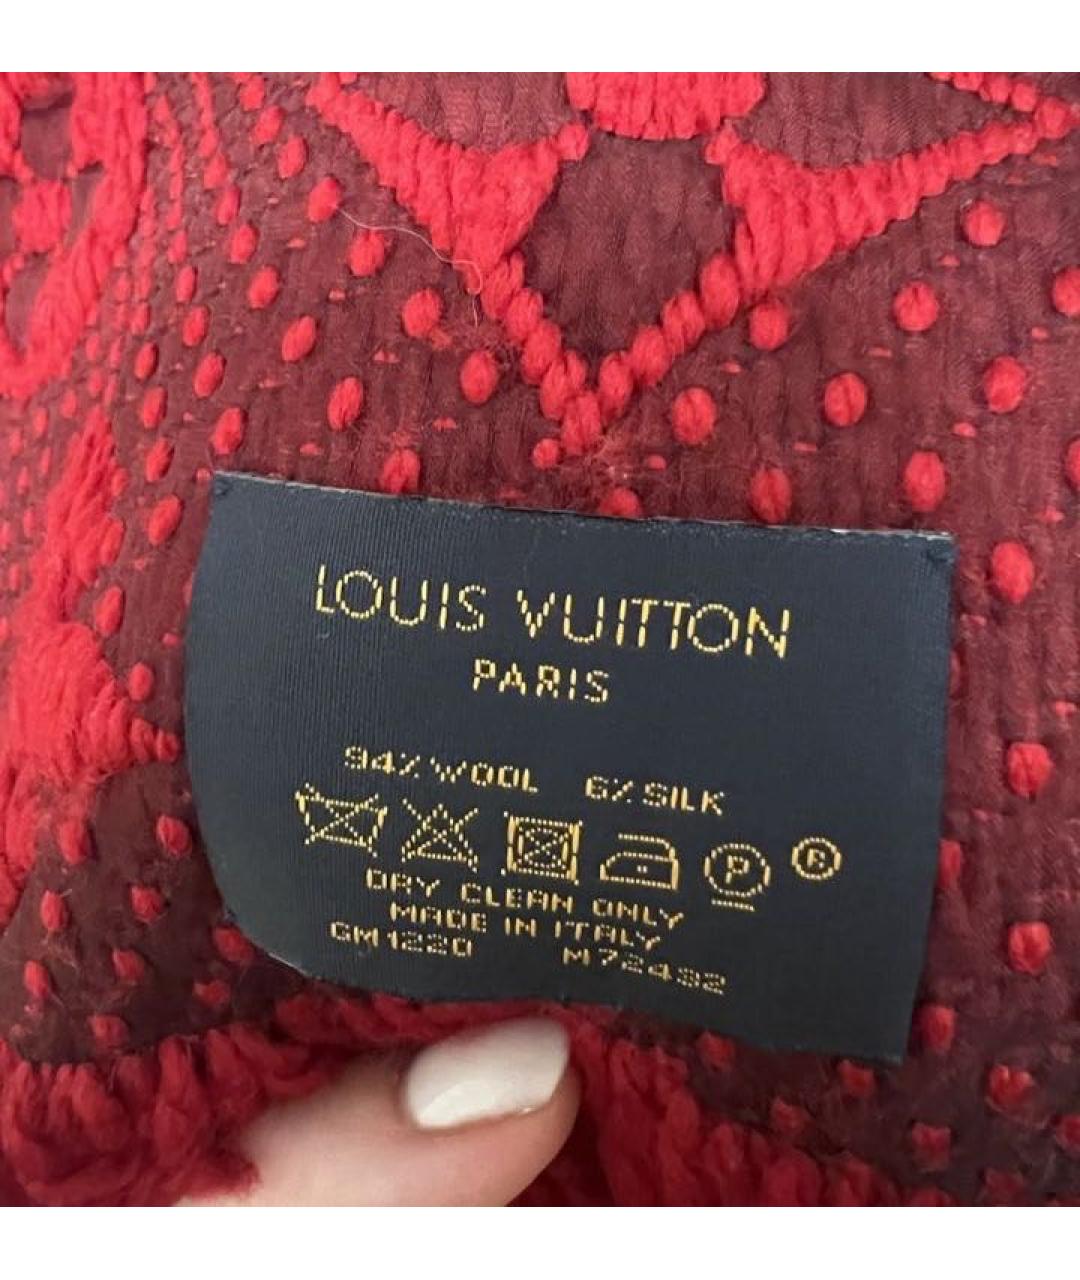 LOUIS VUITTON
PARIS
94% WOOL 6% SILK
P ®
DRY CLEAN ONLY
MADE IN ITALY
GM1220 M72432